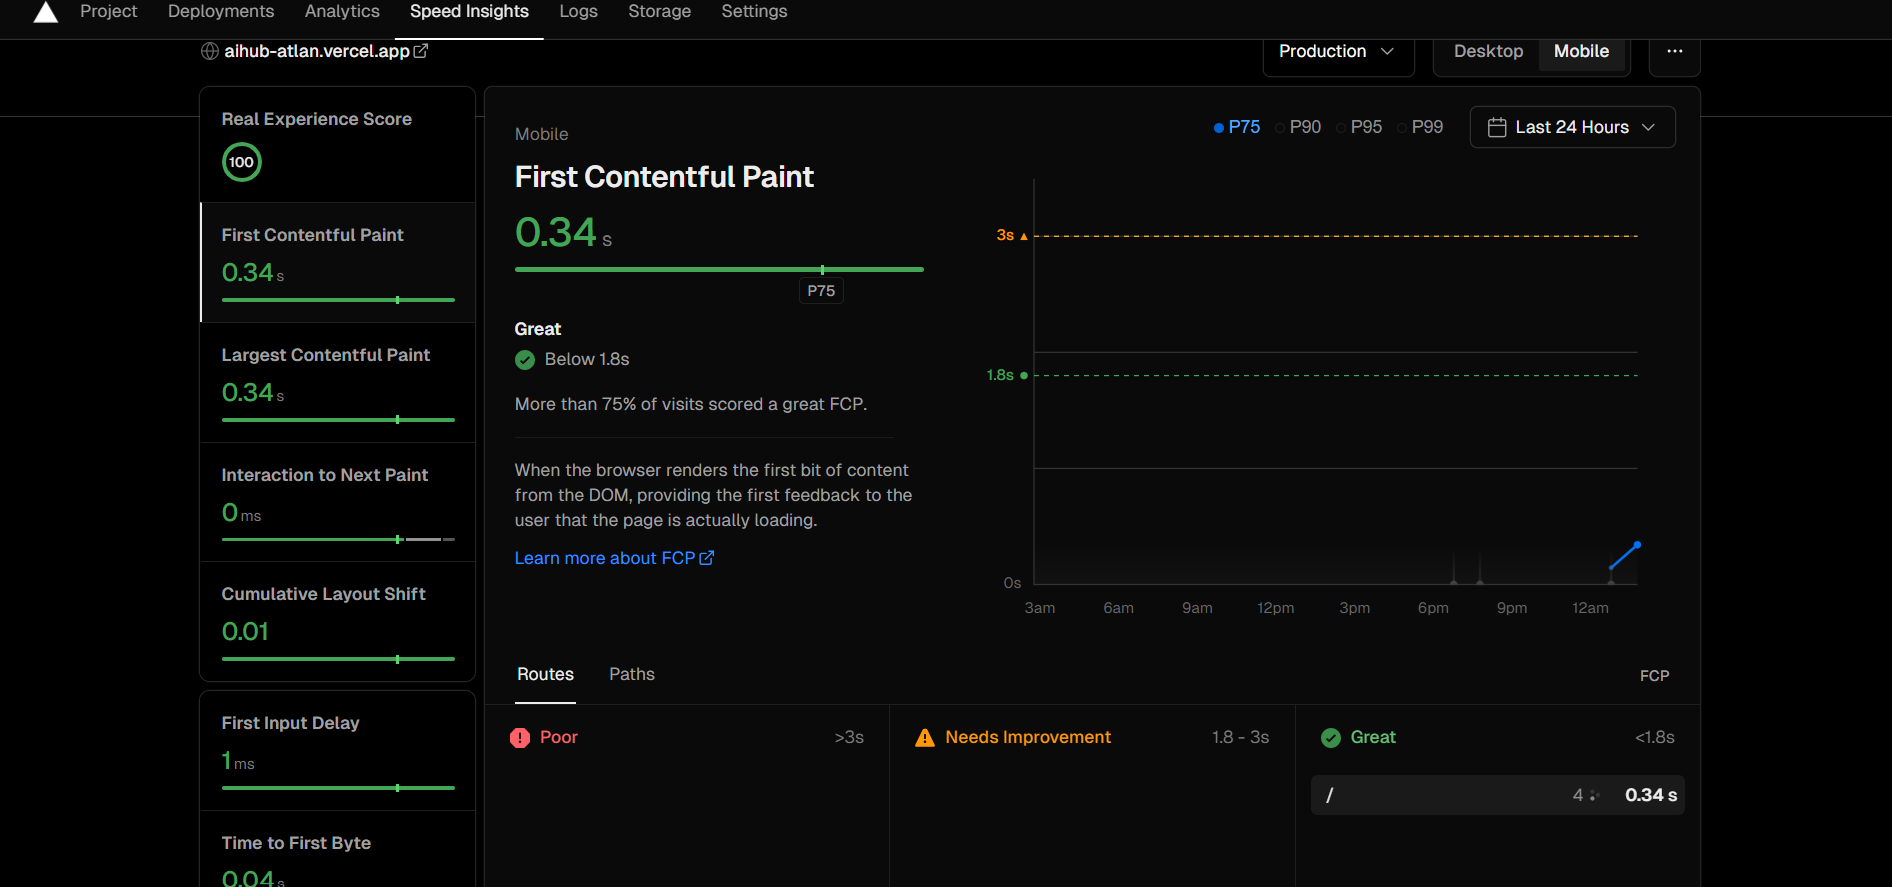 Project Deployments Analytics Speed Insights Logs Storage Settings
aihub-atlan.vercel.app
Production
Desktop Mobile
...
Real Experience Score
100
First Contentful Paint
0.34 s
Largest Contentful Paint
0.34 s
Interaction to Next Paint
0 ms
Cumulative Layout Shift
0.01
First Input Delay
1 ms
Time to First Byte
0.04 s
Mobile
First Contentful Paint
0.34 s
P75
Great
Below 1.8s
More than 75% of visits scored a great FCP.
When the browser renders the first bit of content
from the DOM, providing the first feedback to the
user that the page is actually loading.
Learn more about FCP
P75 P90 P95 P99
Last 24 Hours
3s
1.8s
0s
3am 6am 9am 12pm 3pm 6pm 9pm 12am
Routes Paths
FCP
Poor >3s
Needs Improvement 1.8 - 3s
Great <1.8s
/ 4 0.34 s